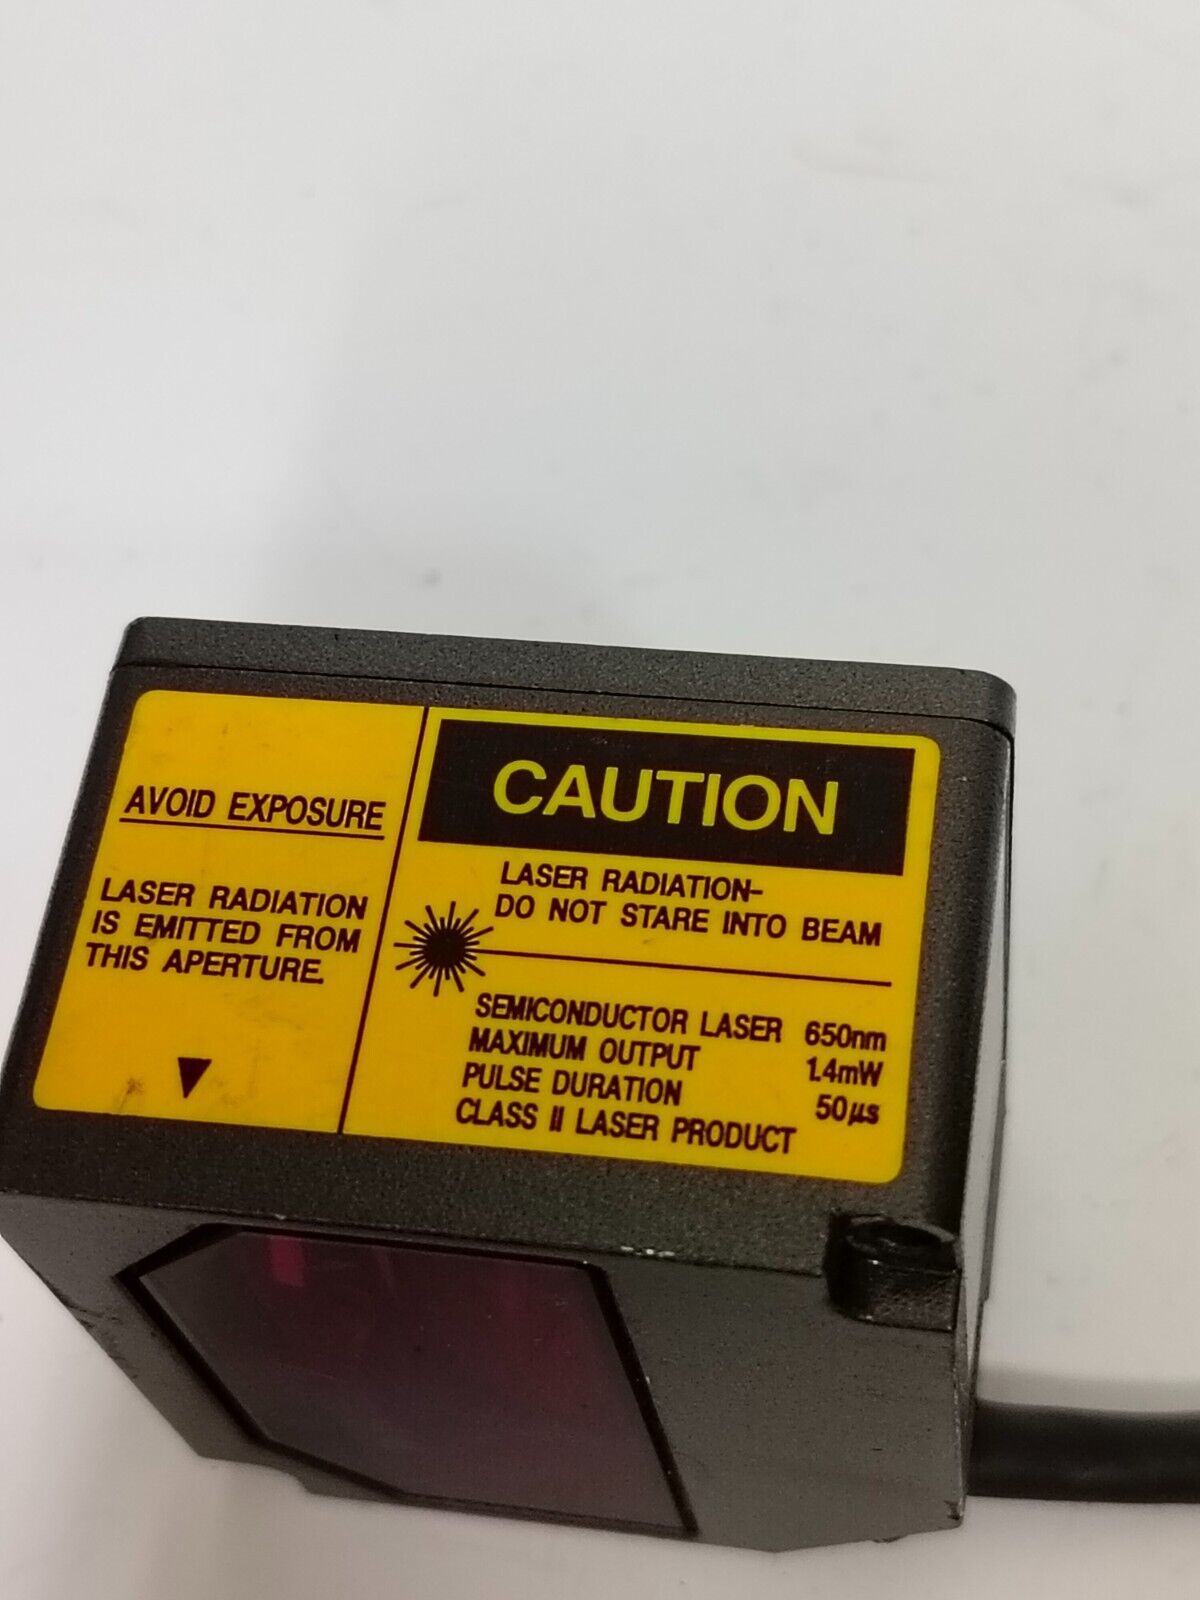 AVOID EXPOSURE
LASER RADIATION
IS EMITTED FROM
THIS APERTURE.
CAUTION
LASER RADIATION-
DO NOT STARE INTO BEAM
SEMICONDUCTOR LASER 650nm
MAXIMUM OUTPUT 1.4mW
PULSE DURATION 50μs
CLASS II LASER PRODUCT